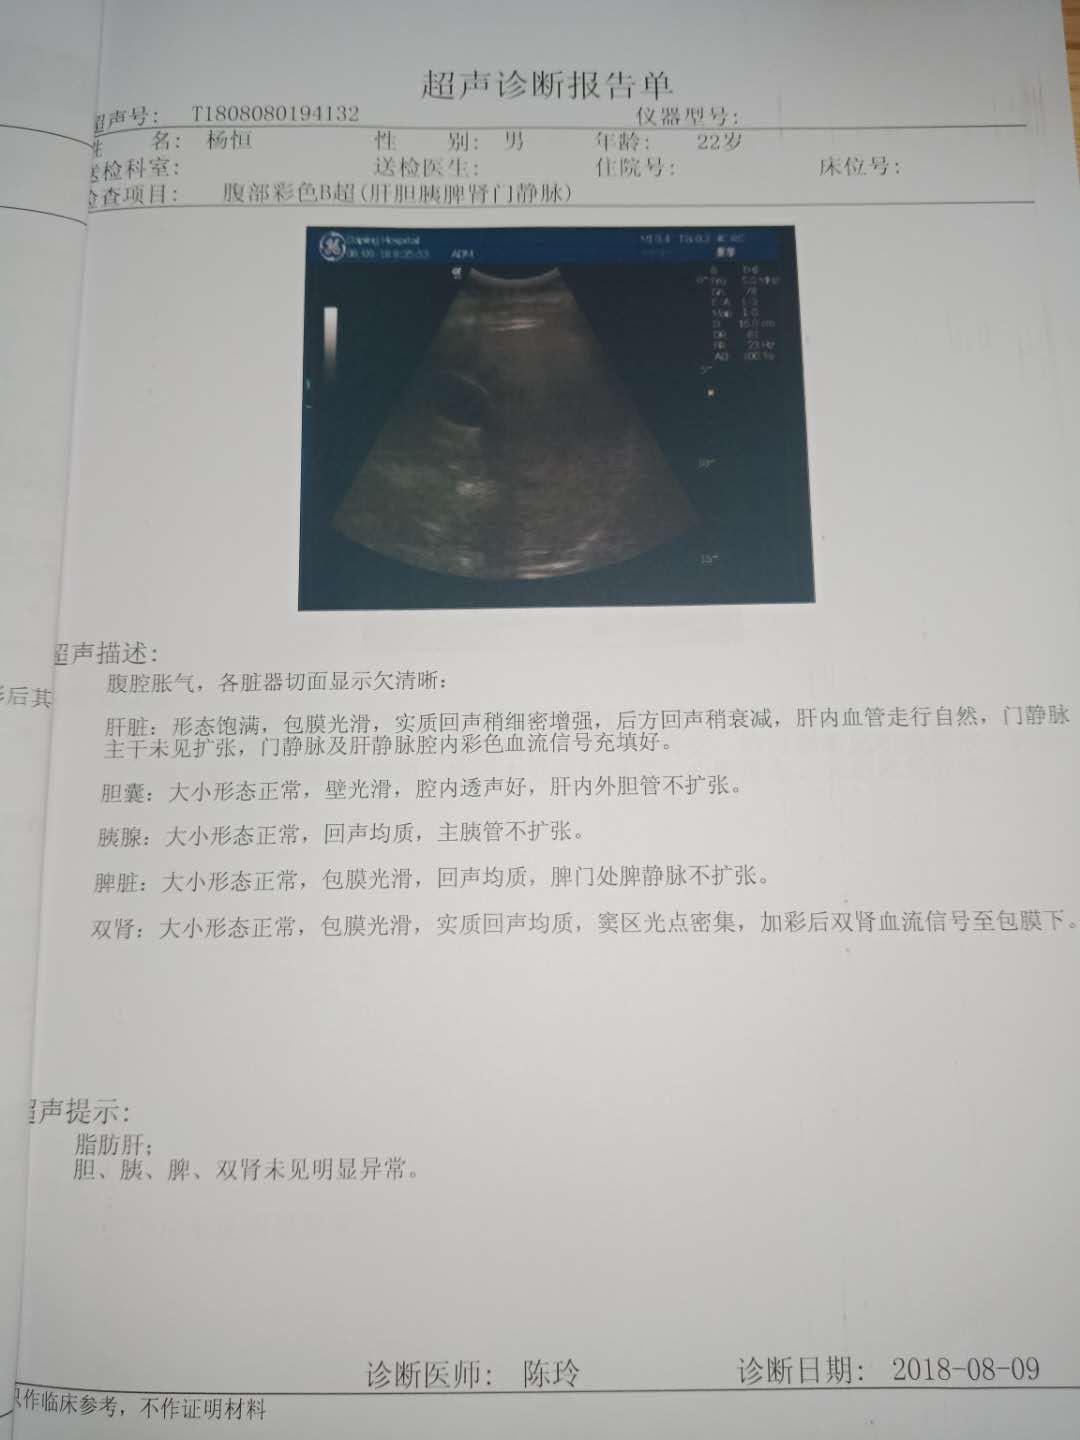 超声诊断报告单
超声号: T1808080194132 仪器型号:
姓 名: 杨恒 性 别: 男 年龄: 22岁
送检科室: 送检医生: 住院号: 床位号:
检查项目: 腹部彩色B超(肝胆胰脾肾门静脉)
Daping Hospital
ADM
5
10
15
超声描述:
腹腔胀气，各脏器切面显示欠清晰:
肝脏: 形态饱满，包膜光滑，实质回声稍细密增强，后方回声稍衰减，肝内血管走行自然，门静脉
主干未见扩张，门静脉及肝静脉腔内彩色血流信号充填好。
胆囊: 大小形态正常，壁光滑，腔内透声好，肝内外胆管不扩张。
胰腺: 大小形态正常，回声均质，主胰管不扩张。
脾脏: 大小形态正常，包膜光滑，回声均质，脾门处脾静脉不扩张。
双肾: 大小形态正常，包膜光滑，实质回声均质，窦区光点密集，加彩后双肾血流信号至包膜下。
后其
超声提示:
脂肪肝;
胆、胰、脾、双肾未见明显异常。
诊断医师: 陈玲 诊断日期: 2018-08-09
只作临床参考，不作证明材料